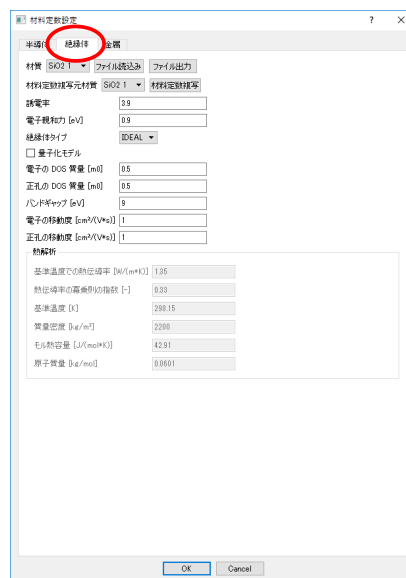 材料定数設定 ? ×
半導体 絶縁体 金属
材質 SiO2 1 ファイル読込み ファイル出力
材料定数複写元材質 SiO2 1 材料定数複写
誘電率 3.9
電子親和力 [eV] 0.9
絶縁体タイプ IDEAL
量子化モデル
電子の DOS 質量 [m0] 0.5
正孔の DOS 質量 [m0] 0.5
バンドギャップ [eV] 9
電子の移動度 [cm²/(V*s)] 1
正孔の移動度 [cm²/(V*s)] 1
熱解析
基準温度での熱伝導率 [W/(m*K)] 1.35
熱伝導率の冪乗則の指数 [-] 0.33
基準温度 [K] 298.15
質量密度 [kg/m³] 2200
モル熱容量 [J/(mol*K)] 42.91
原子質量 [kg/mol] 0.0601
OK Cancel